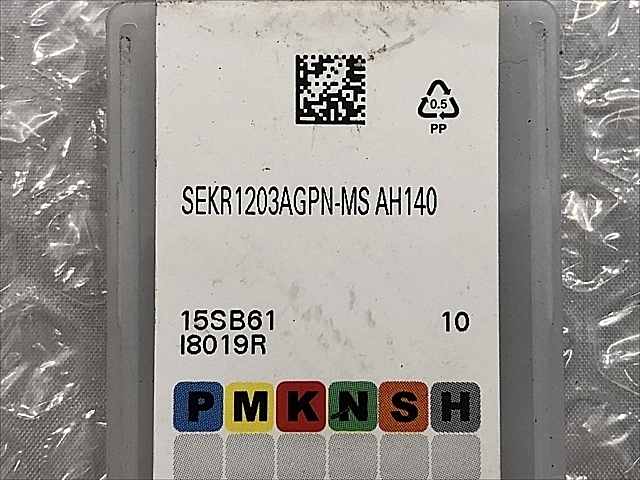 0.5
PP
SEKR1203AGPN-MS AH140
15SB61 10
I8019R
P M K N S H